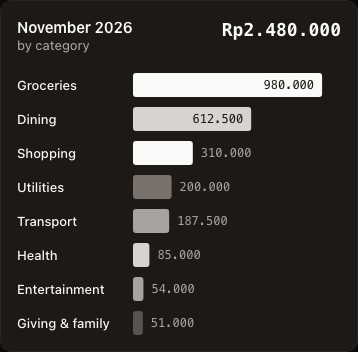 November 2026
Rp2.480.000
by category
Groceries 980.000
Dining 612.500
Shopping 310.000
Utilities 200.000
Transport 187.500
Health 85.000
Entertainment 54.000
Giving & family 51.000